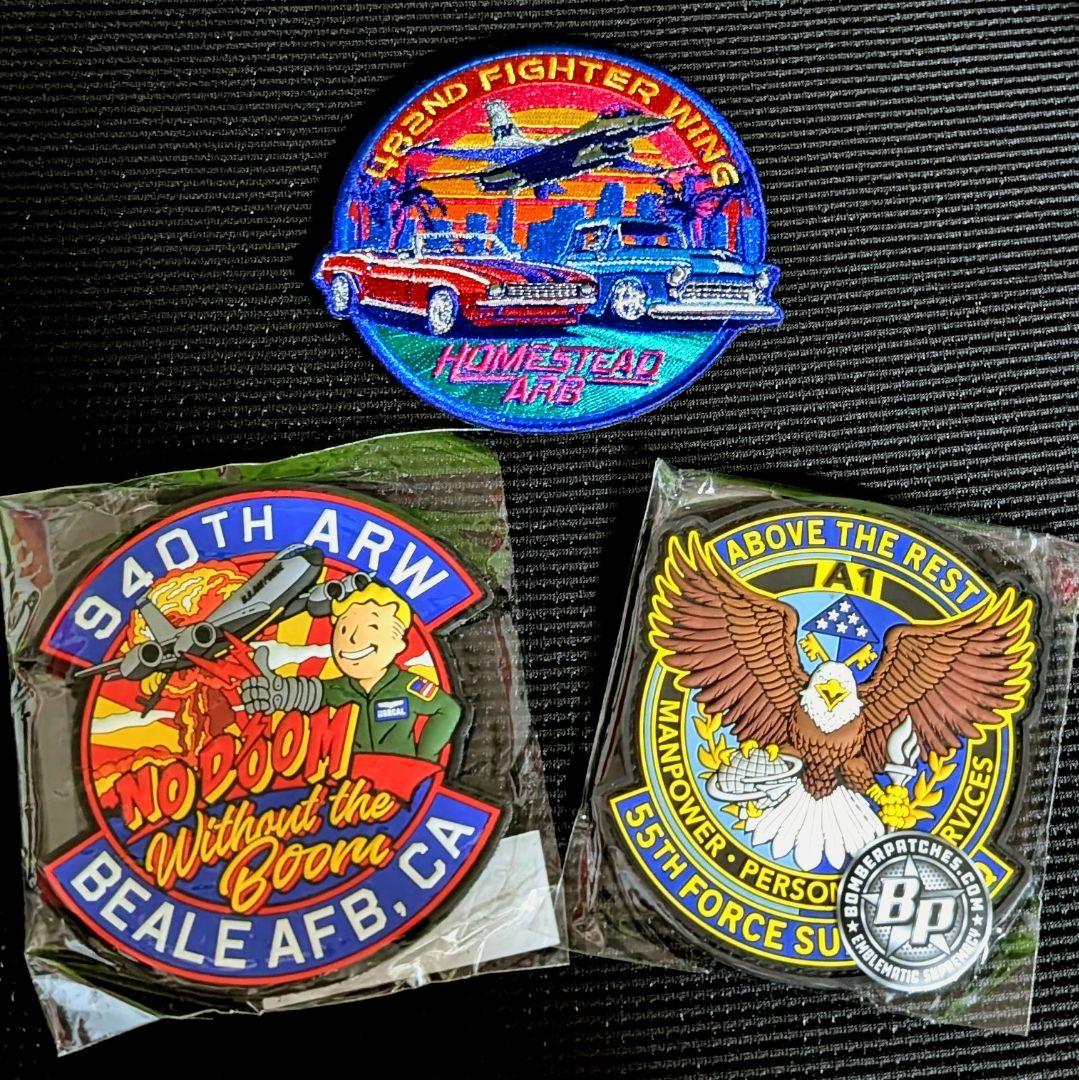 482ND FIGHTER WING
HOMESTEAD
ARB
940TH ARW
NO DOOM
Without the
Boom
BEALE AFB, CA
ABOVE THE REST
A1
MANPOWER • PERSON
RVICES
55TH FORCE SU
BOMBERPATCHES.COM
BP
EMBLEMATIC SUPREMACY